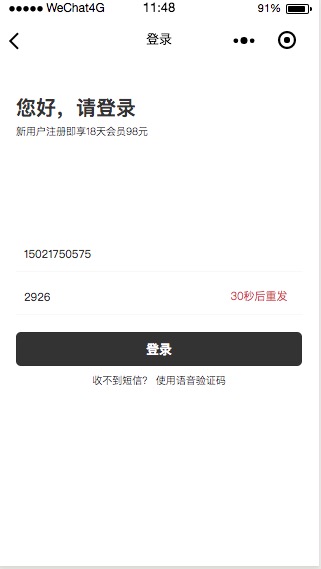 WeChat4G 11:48 91%
登录
您好，请登录
新用户注册即享18天会员98元
15021750575
2926 30秒后重发
登录
收不到短信？ 使用语音验证码